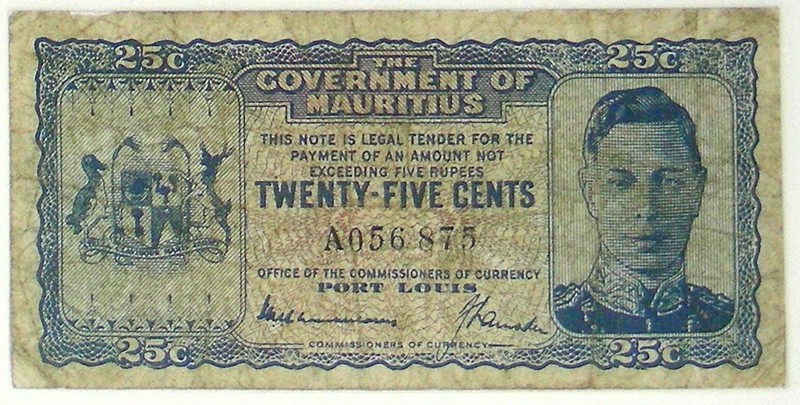 25c
25c
THE
GOVERNMENT OF
MAURITIUS
THIS NOTE IS LEGAL TENDER FOR THE
PAYMENT OF AN AMOUNT NOT
EXCEEDING FIVE RUPEES
TWENTY-FIVE CENTS
A056 875
OFFICE OF THE COMMISSIONERS OF CURRENCY
PORT LOUIS
COMMISSIONERS OF CURRENCY
25c
25c